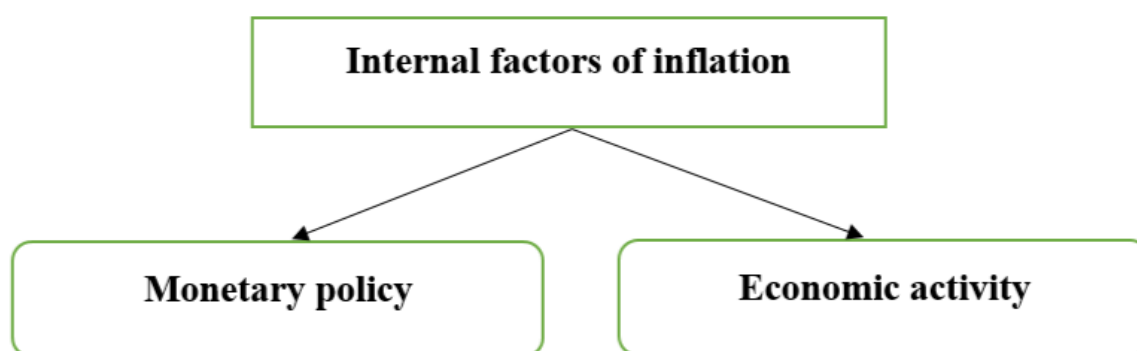 Internal factors of inflation
Monetary policy
Economic activity